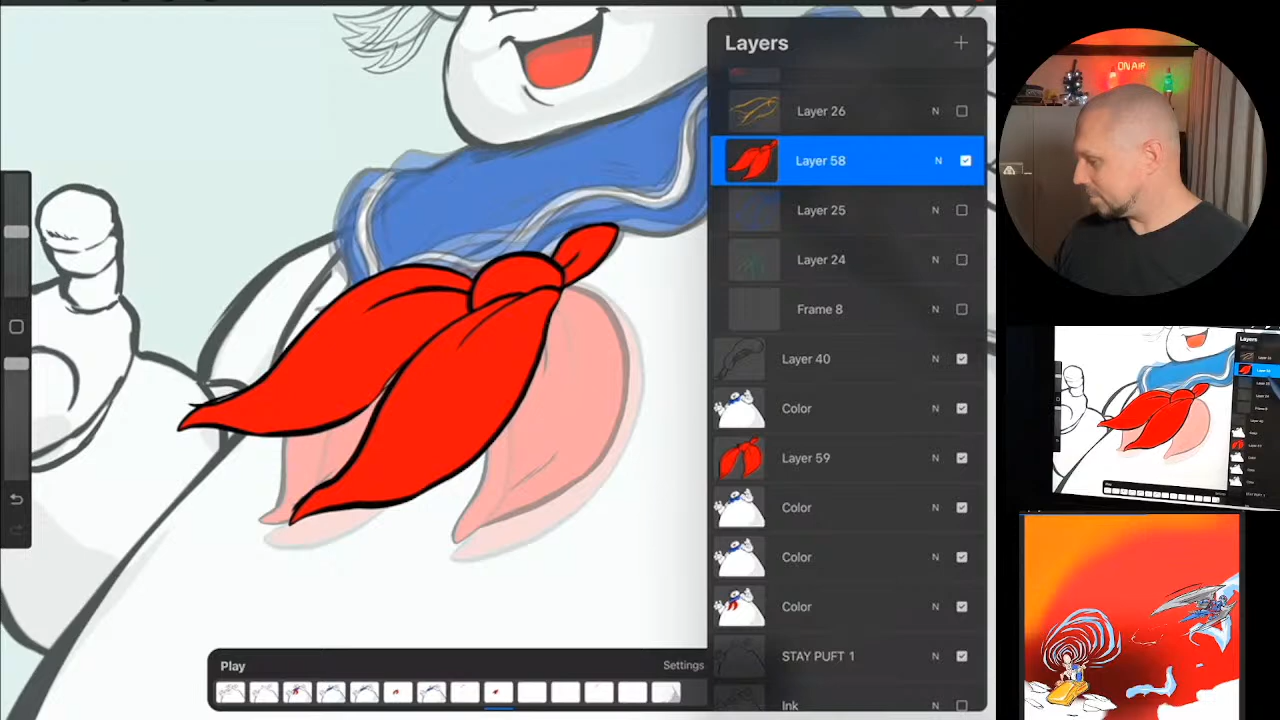 Layers
Layer 26 N
Layer 58 N
Layer 25 N
Layer 24 N
Frame 8 N
Layer 40 N
Color N
Layer 59 N
Color N
Color N
Color N
STAY PUFT 1 N
Ink N
Play Settings
ON AIR
Layers